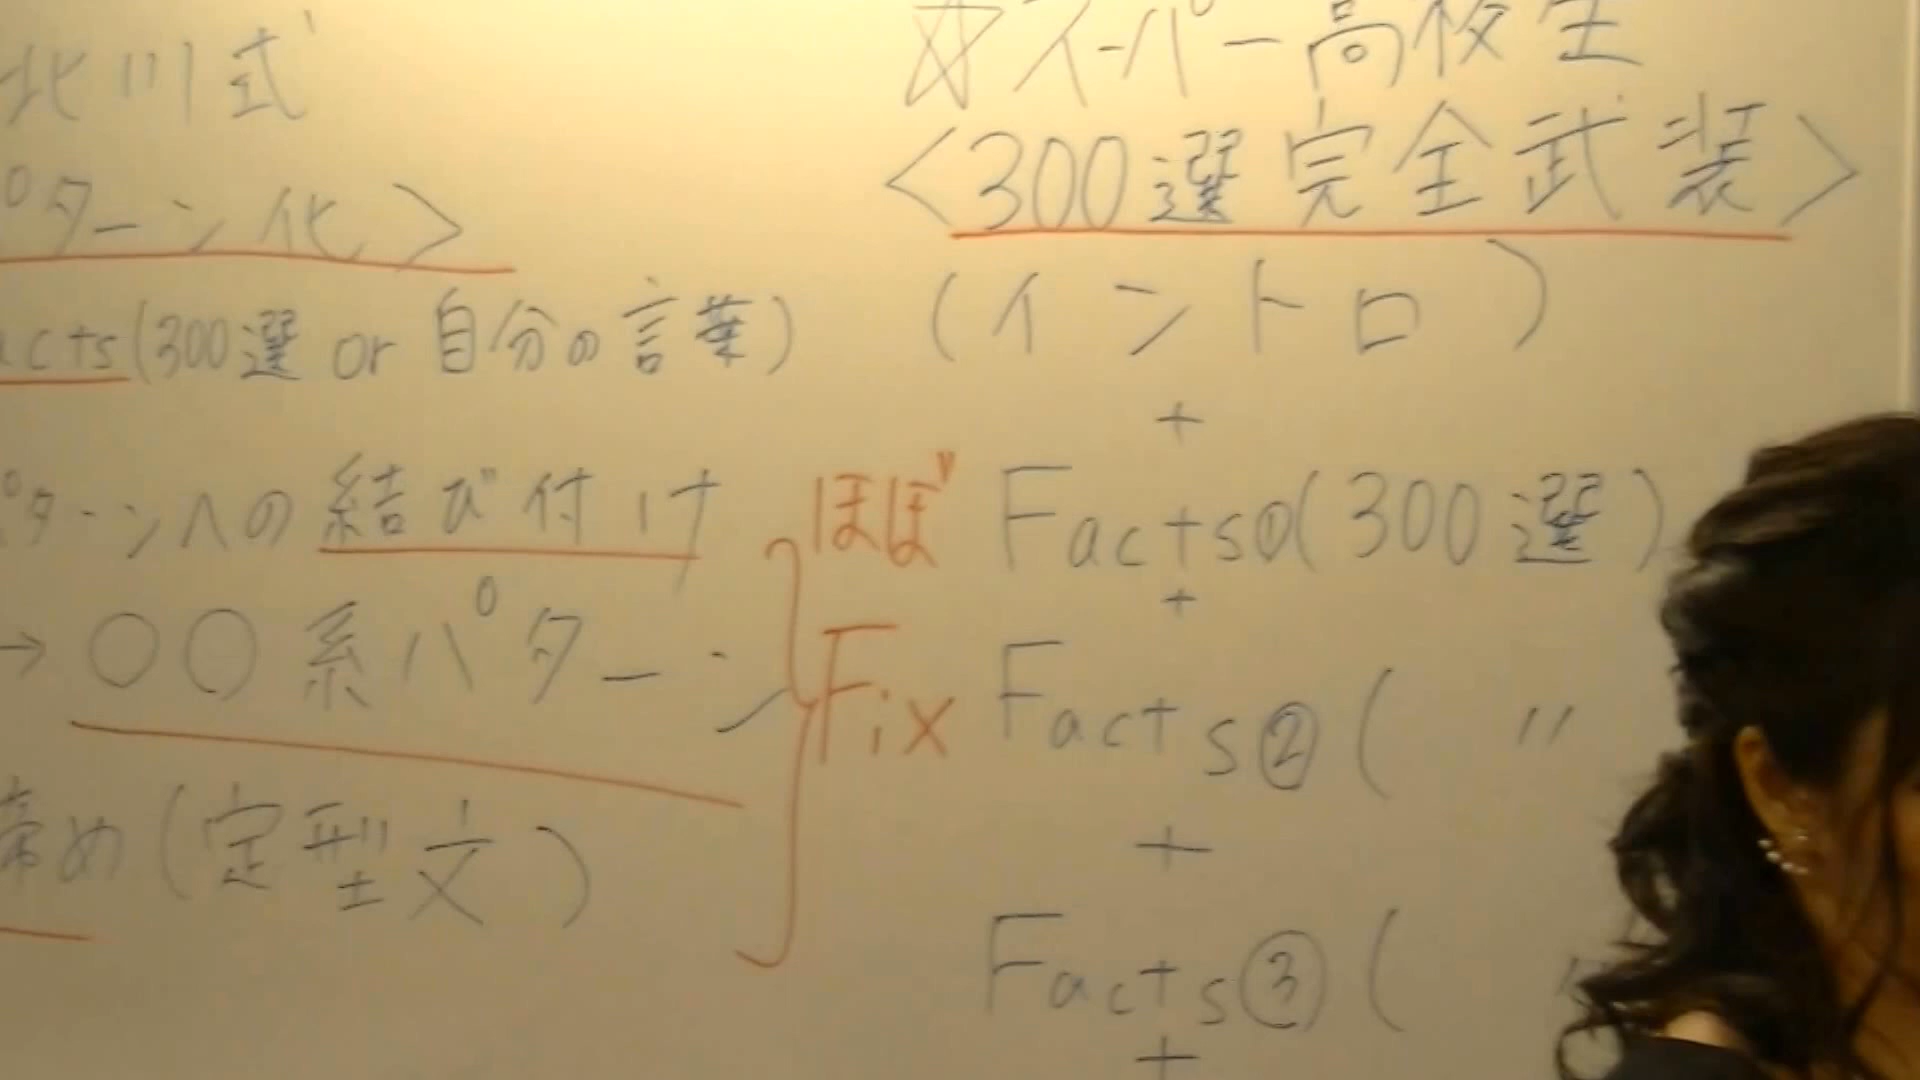 北川式
パターン化>
acts(300選 or 自分の言葉)
パターンへの結び付け
→ ○○系パターン
締め(定型文)
ほぼ
Fix
スーパー高校生
<300選完全武装>
(イントロ)
+
Facts①(300選)
+
Facts②( 〃
+
Facts③( 〃
+